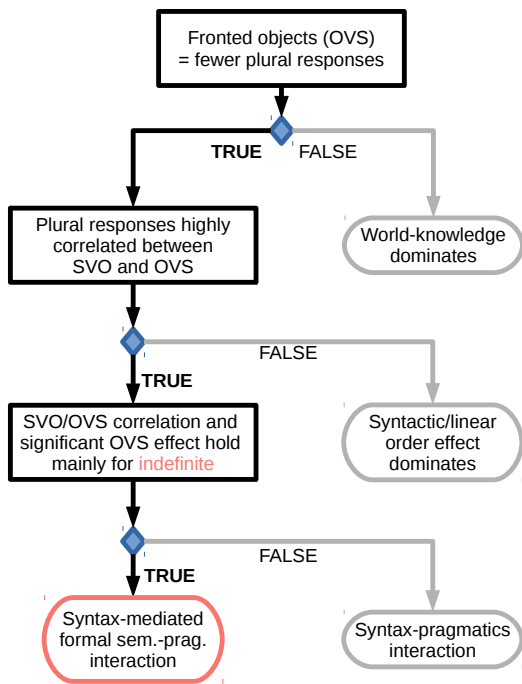 Fronted objects (OVS)
= fewer plural responses
TRUE
FALSE
Plural responses highly
correlated between
SVO and OVS
World-knowledge
dominates
FALSE
TRUE
SVO/OVS correlation and
significant OVS effect hold
mainly for indefinite
Syntactic/linear
order effect
dominates
FALSE
TRUE
Syntax-mediated
formal sem.-prag.
interaction
Syntax-pragmatics
interaction